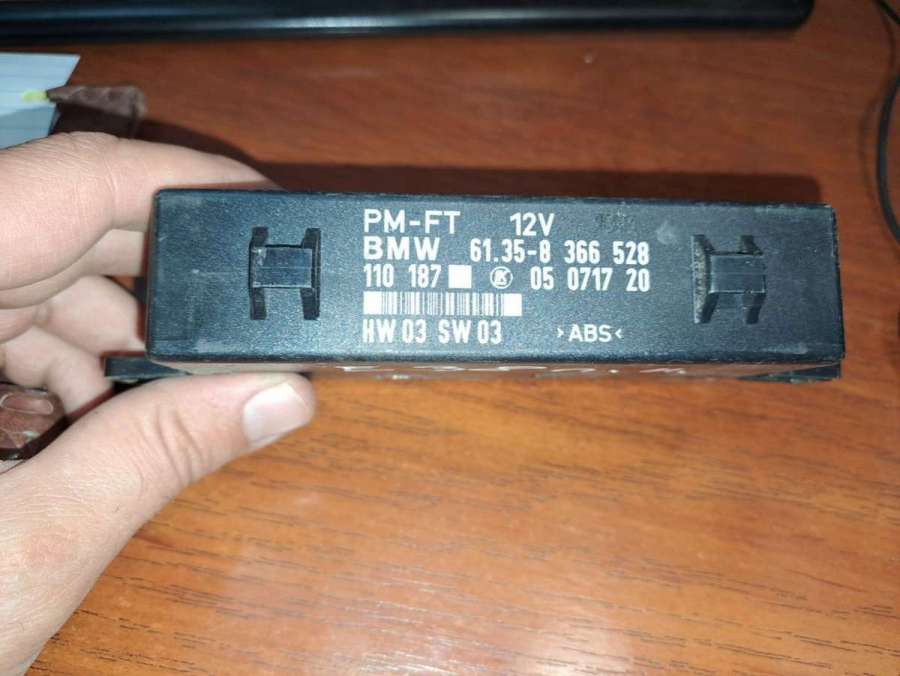 PM-FT 12V
BMW 61.35-8 366 528
110 187 05 0717 20
HW 03 SW 03 >ABS<